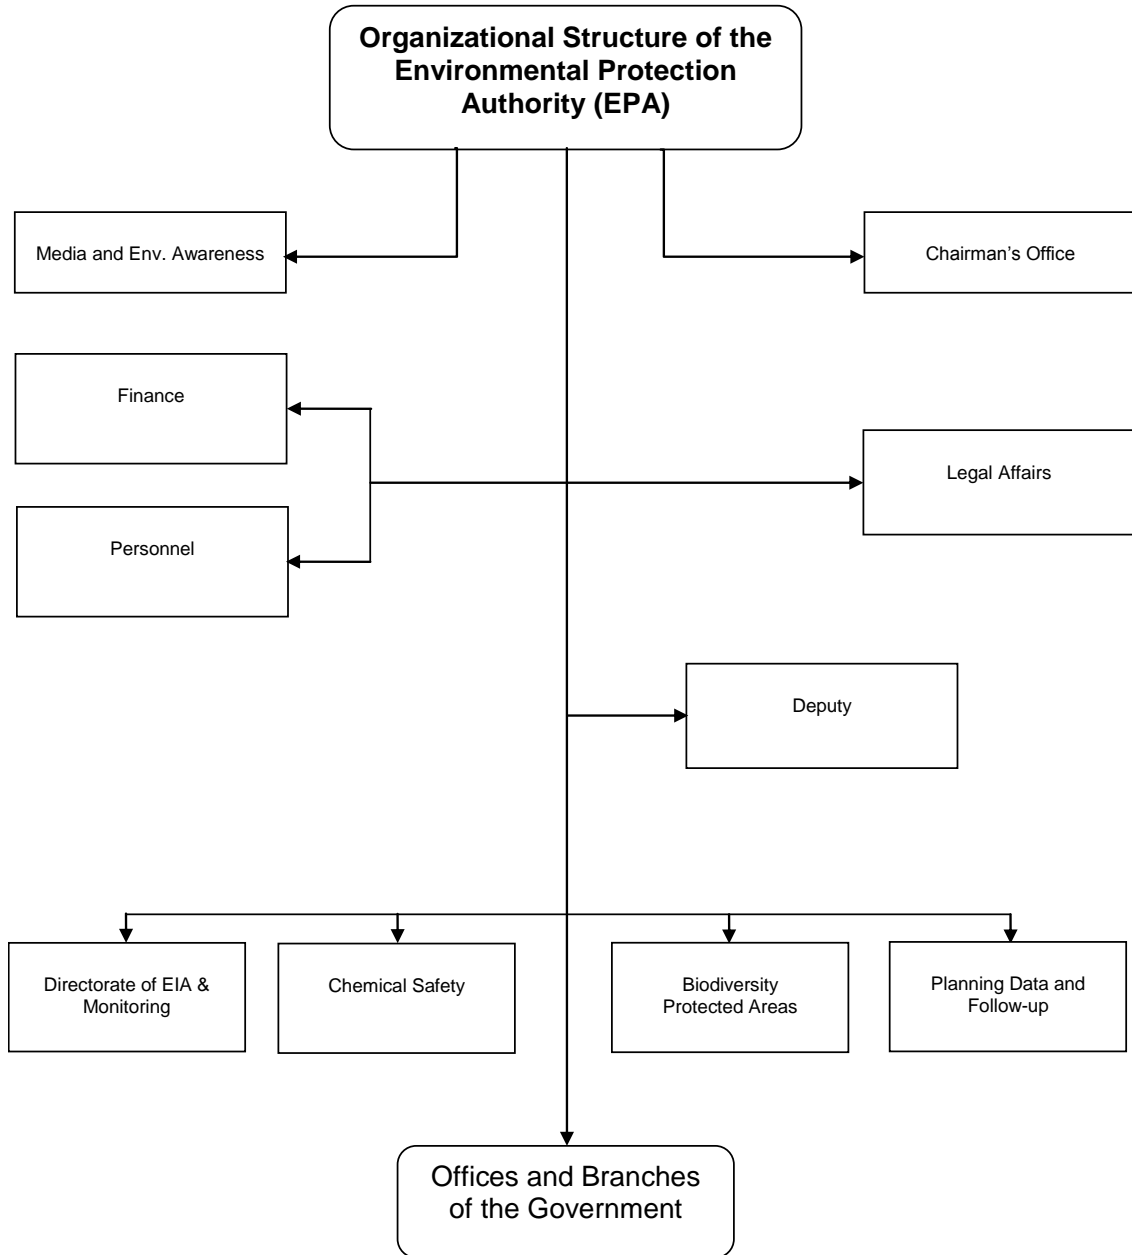 Organizational Structure of the
Environmental Protection
Authority (EPA)
Media and Env. Awareness
Chairman’s Office
Finance
Legal Affairs
Personnel
Deputy
Directorate of EIA &
Monitoring
Chemical Safety
Biodiversity
Protected Areas
Planning Data and
Follow-up
Offices and Branches
of the Government